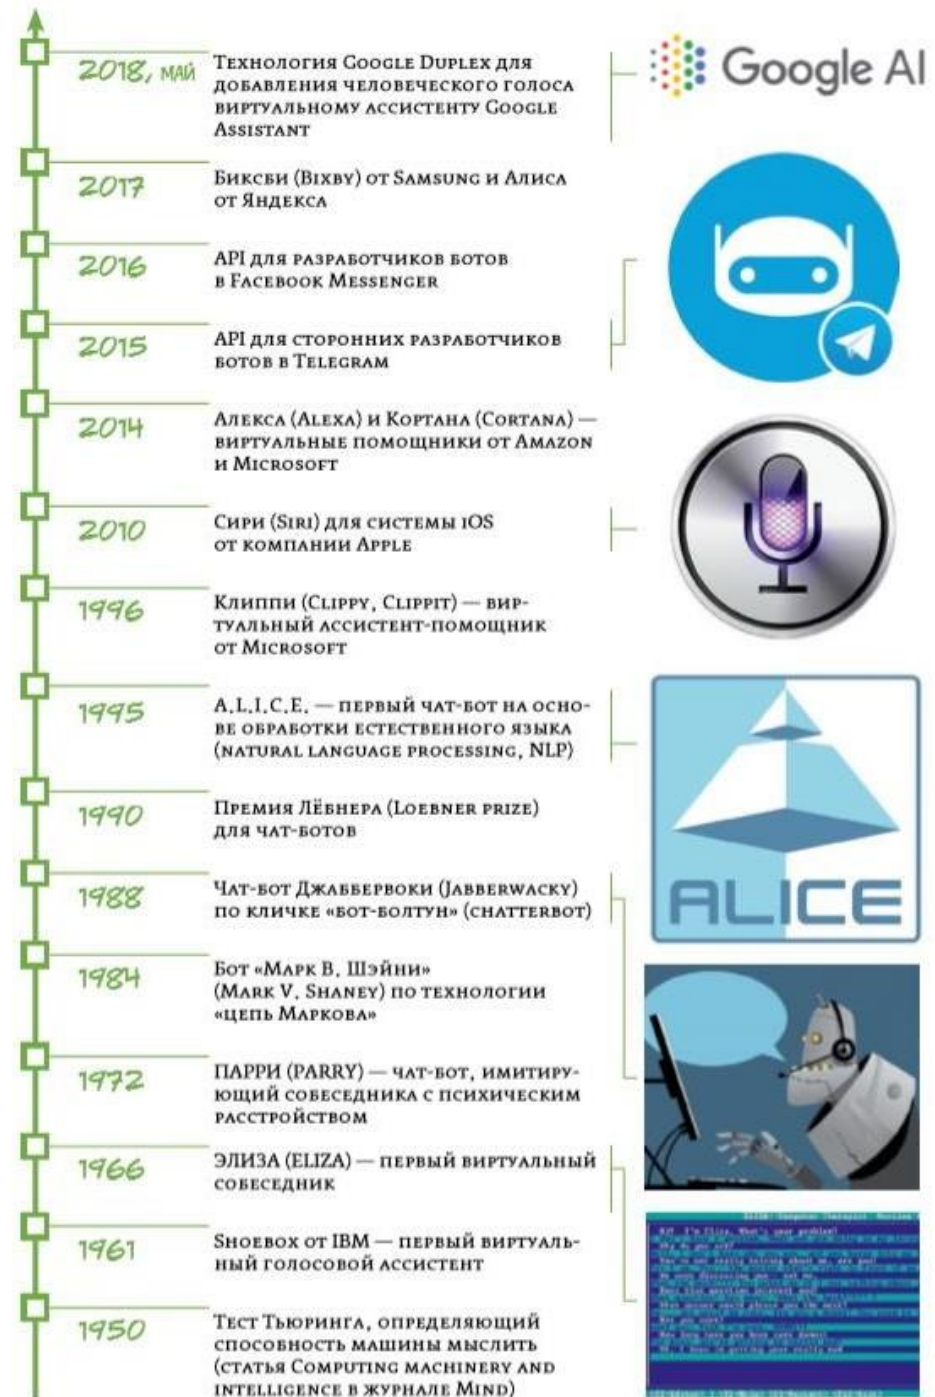 2018, май
Технология Google Duplex для
добавления человеческого голоса
виртуальному ассистенту Google
Assistant
Google AI
2017
Биксби (Bixby) от Samsung и Алиса
от Яндекса
2016
API для разработчиков ботов
в Facebook Messenger
2015
API для сторонних разработчиков
ботов в Telegram
2014
Алекса (Alexa) и Кортана (Cortana) —
виртуальные помощники от Amazon
и Microsoft
2010
Сири (Siri) для системы iOS
от компании Apple
1996
Клиппи (Clippy, Clippit) — вир-
туальный ассистент-помощник
от Microsoft
1995
A.L.I.C.E. — первый чат-бот на осно-
ве обработки естественного языка
(natural language processing, NLP)
ALICE
1990
Премия Лёбнера (Loebner prize)
для чат-ботов
1988
Чат-бот Джаббервоки (Jabberwacky)
по кличке «бот-болтун» (chatterbot)
1984
Бот «Марк В. Шэйни»
(Mark V. Shaney) по технологии
«цепь Маркова»
1972
ПАРРИ (PARRY) — чат-бот, имитиру-
ющий собеседника с психическим
расстройством
1966
ЭЛИЗА (ELIZA) — первый виртуальный
собеседник
1961
Shoebox от IBM — первый виртуаль-
ный голосовой ассистент
1950
Тест Тьюринга, определяющий
способность машины мыслить
(статья Computing machinery and
intelligence в журнале Mind)